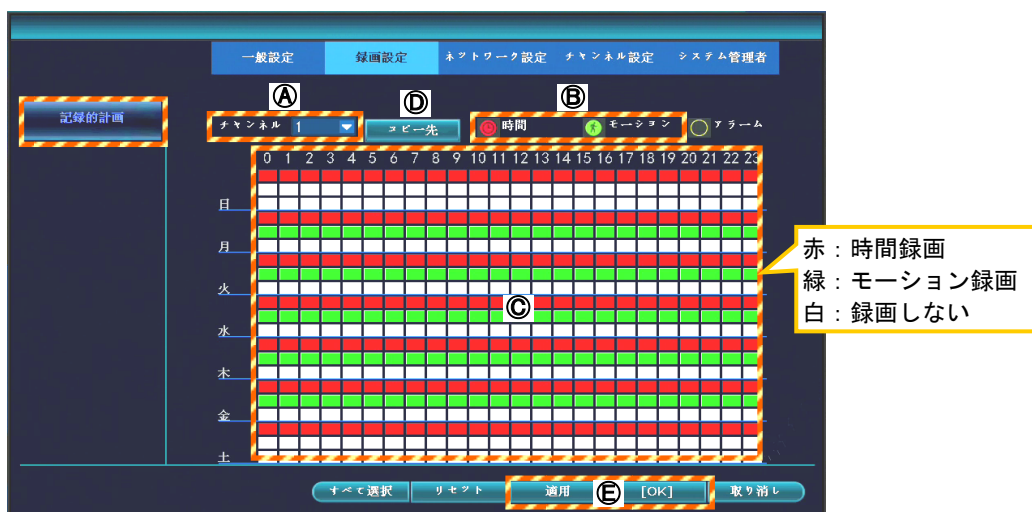 一般設定 録画設定 ネットワーク設定 チャンネル設定 システム管理者
Ⓐ Ⓓ Ⓑ
記録的計画
チャンネル 1 コピー先 時間 モーション アラーム
0 1 2 3 4 5 6 7 8 9 10 11 12 13 14 15 16 17 18 19 20 21 22 23
日
月
火
水
木
金
土
Ⓒ
赤：時間録画
緑：モーション録画
白：録画しない
すべて選択 リセット 適用 Ⓔ [OK] 取り消し